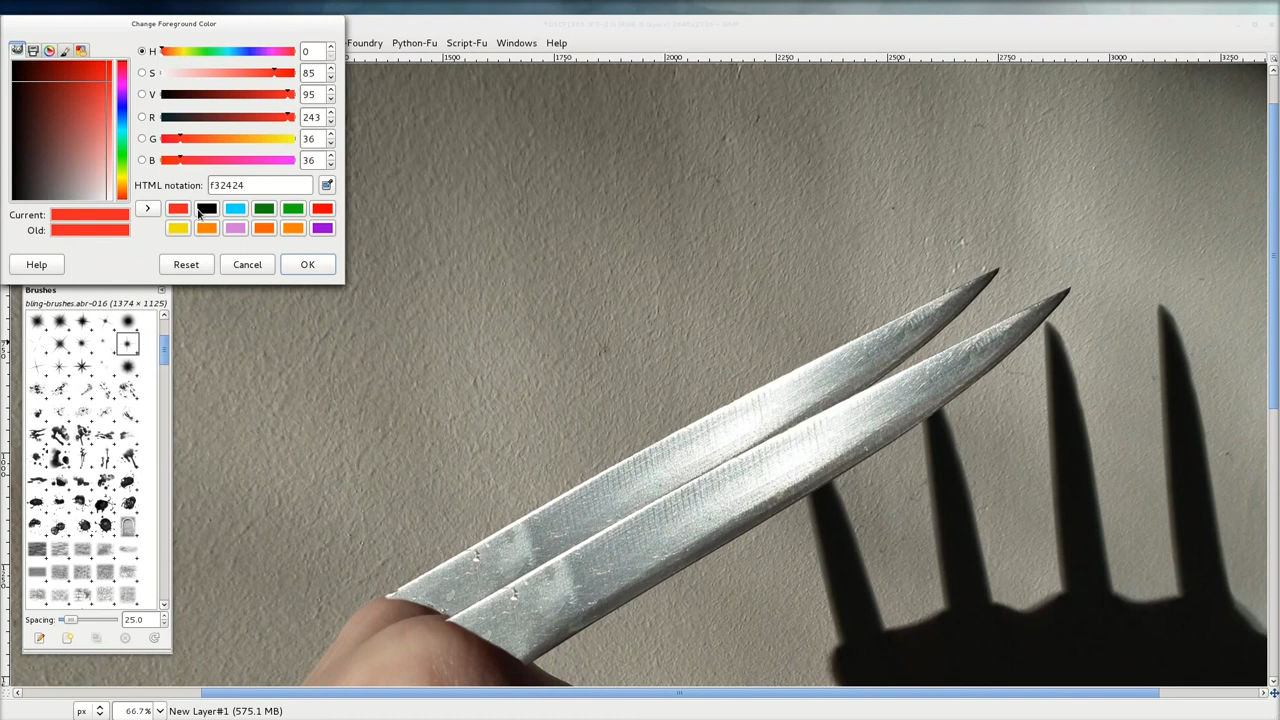 Change Foreground Color
-Foundry Python-Fu Script-Fu Windows Help
1500 2000 2250 2500 2750 3000 3250
H 0
S 85
V 95
R 243
G 36
B 36
HTML notation: f32424
Current:
Old:
Help Reset Cancel OK
Brushes
bling-brushes.abr-016 (1374 × 1125)
Spacing: 25.0
px 66.7% New Layer#1 (575.1 MB)